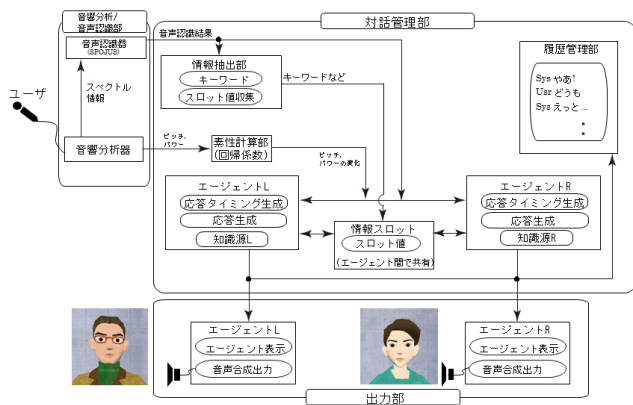 音響分析/
音声認識部
音声認識器
(SPOJUS)
スペクトル
情報
ユーザ
音響分析器
対話管理部
音声認識結果
情報抽出部
キーワード
スロット値収集
キーワードなど
履歴管理部
Sys やあ!
Usr どうも
Sys えっと...
:
ピッチ,
パワー
素性計算部
(回帰係数)
ピッチ,
パワーの変化
エージェントL
応答タイミング生成
応答生成
知識源L
情報スロット
スロット値
(エージェント間で共有)
エージェントR
応答タイミング生成
応答生成
知識源R
エージェントL
エージェント表示
音声合成出力
エージェントR
エージェント表示
音声合成出力
出力部